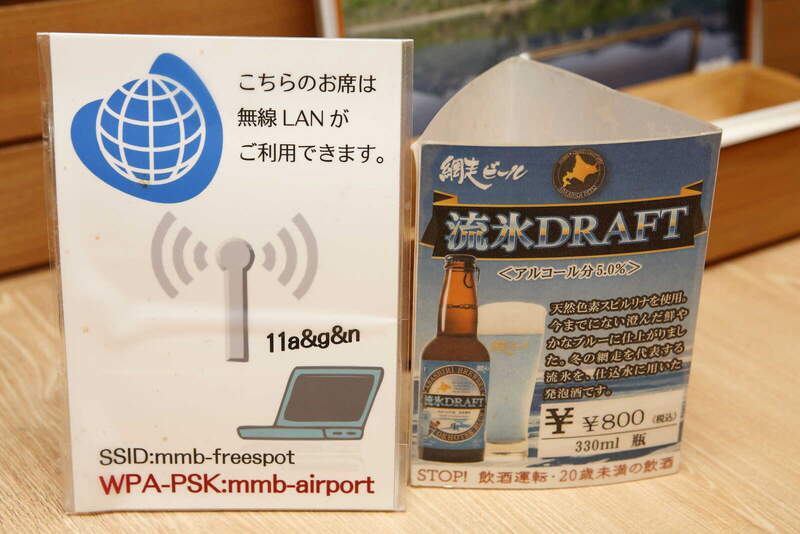 こちらのお席は
無線LANが
ご利用できます。
11a&g&n
SSID:mmb-freespot
WPA-PSK:mmb-airport
網走ビール
流氷DRAFT
＜アルコール分5.0%＞
天然色素スピルリナを使用。
今までにない澄んだ鮮や
かなブルーに仕上がりまし
た。冬の網走を代表する
流氷を、仕込水に用いた
発泡酒です。
流氷DRAFT
¥ ¥800 (税込)
330ml 瓶
STOP! 飲酒運転・20歳未満の飲酒